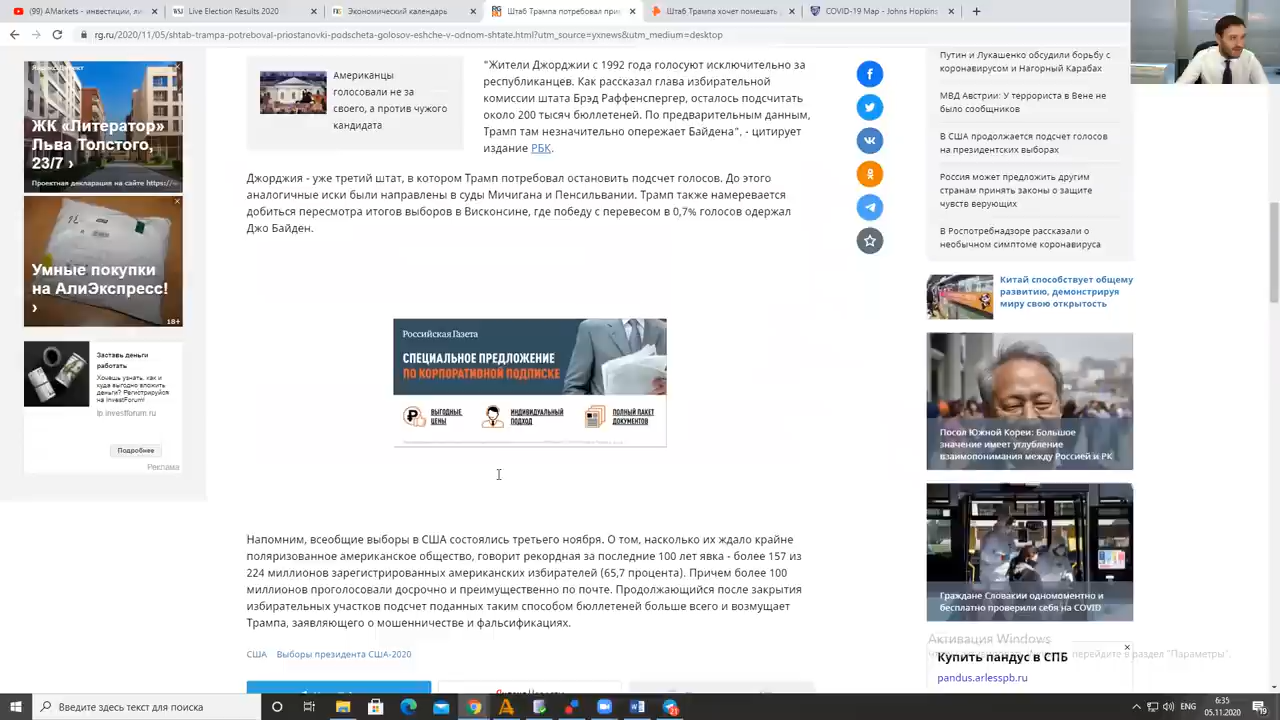 (99) AMarkets – инвестиции, ли
Live Election Results 2020
Экономический календарь
Штаб Трампа потребовал при
Штаб Трампа хочет помешать
COVID-19 Map - Johns Hopkins
rg.ru/2020/11/05/shtab-trampa-potreboval-priostanovki-podscheta-golosov-eshche-v-odnom-shtate.html?utm_source=yxnews&utm_medium=desktop
ЖК «Литератор»
Льва Толстого,
23/7 ›
Проектная декларация на сайте https://
Умные покупки
на АлиЭкспресс!
›
18+
Заставь деньги
работать
Хочешь узнать, как и
куда выгодно вложить
деньги? Регистрируйся
на InvestForum!
lp.investforum.ru
Подробнее
Реклама
Американцы
голосовали не за
своего, а против чужого
кандидата
"Жители Джорджии с 1992 года голосуют исключительно за
республиканцев. Как рассказал глава избирательной
комиссии штата Брэд Раффенспергер, осталось подсчитать
около 200 тысяч бюллетеней. По предварительным данным,
Трамп там незначительно опережает Байдена", - цитирует
издание РБК.
Джорджия - уже третий штат, в котором Трамп потребовал остановить подсчет голосов. До этого
аналогичные иски были направлены в суды Мичигана и Пенсильвании. Трамп также намеревается
добиться пересмотра итогов выборов в Висконсине, где победу с перевесом в 0,7% голосов одержал
Джо Байден.
Российская Газета
СПЕЦИАЛЬНОЕ ПРЕДЛОЖЕНИЕ
ПО КОРПОРАТИВНОЙ ПОДПИСКЕ
ВЫГОДНЫЕ
ЦЕНЫ
ИНДИВИДУАЛЬНЫЙ
ПОДХОД
ПОЛНЫЙ ПАКЕТ
ДОКУМЕНТОВ
Напомним, всеобщие выборы в США состоялись третьего ноября. О том, насколько их ждало крайне
поляризованное американское общество, говорит рекордная за последние 100 лет явка - более 157 из
224 миллионов зарегистрированных американских избирателей (65,7 процента). Причем более 100
миллионов проголосовали досрочно и преимущественно по почте. Продолжающийся после закрытия
избирательных участков подсчет поданных таким способом бюллетеней больше всего и возмущает
Трампа, заявляющего о мошенничестве и фальсификациях.
США Выборы президента США-2020
Путин и Лукашенко обсудили борьбу с
коронавирусом и Нагорный Карабах
МВД Австрии: У террориста в Вене не
было сообщников
В США продолжается подсчет голосов
на президентских выборах
Россия может предложить другим
странам принять законы о защите
чувств верующих
В Роспотребнадзоре рассказали о
необычном симптоме коронавируса
Китай способствует общему
развитию, демонстрируя
миру свою открытость
Посол Южной Кореи: Большое
значение имеет углубление
взаимопонимания между Россией и РК
Граждане Словакии одномоментно и
бесплатно проверили себя на COVID
Активация Windows
перейдите в раздел "Параметры".
Купить пандус в СПБ
pandus.arlesspb.ru
Введите здесь текст для поиска
21
ENG
6:35
05.11.2020
19